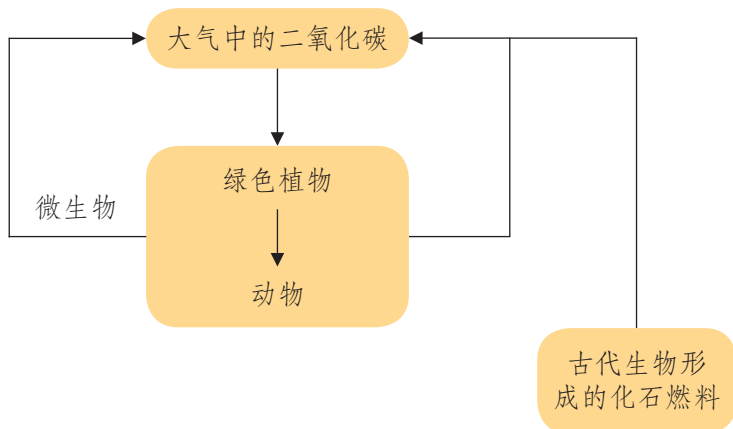 大气中的二氧化碳
绿色植物
微生物
动物
古代生物形
成的化石燃料